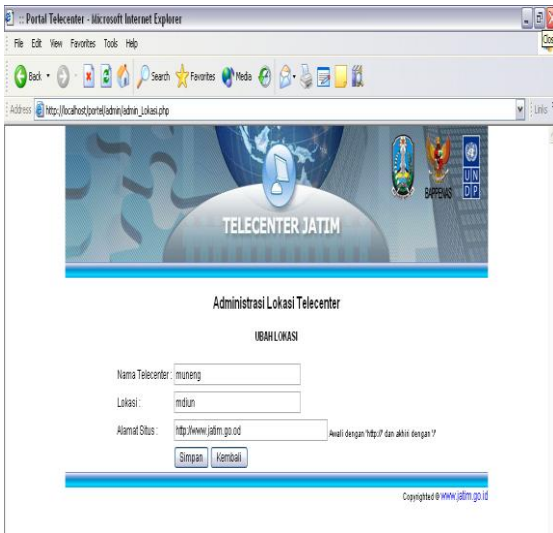 :: Portal Telecenter - Microsoft Internet Explorer
Clos
File Edit View Favorites Tools Help
Back Search Favorites Media
Address http://localhost/portel/admin/admin_Lokasi.php Links
BAPPENAS
U N
D P
TELECENTER JATIM
Administrasi Lokasi Telecenter
UBAH LOKASI
Nama Telecenter : muneng
Lokasi : mdiun
Alamat Situs : http://www.jatim.go.od Awali dengan 'http://' dan akhiri dengan '/'
Simpan Kembali
Copyrighted @ www.jatim.go.id